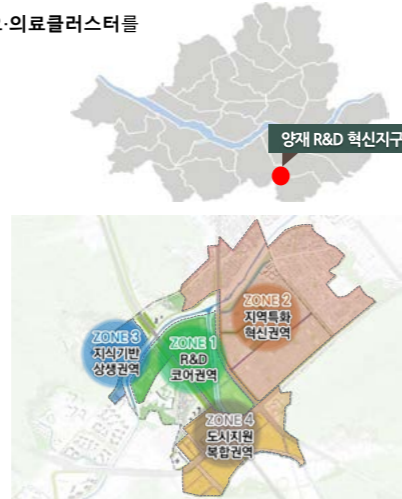 ·의료클러스터를
양재 R&D 혁신지구
ZONE 2
지역특화
혁신권역
ZONE 3
지식기반
상생권역
ZONE 1
R&D
코어권역
ZONE 4
도시지원
복합권역